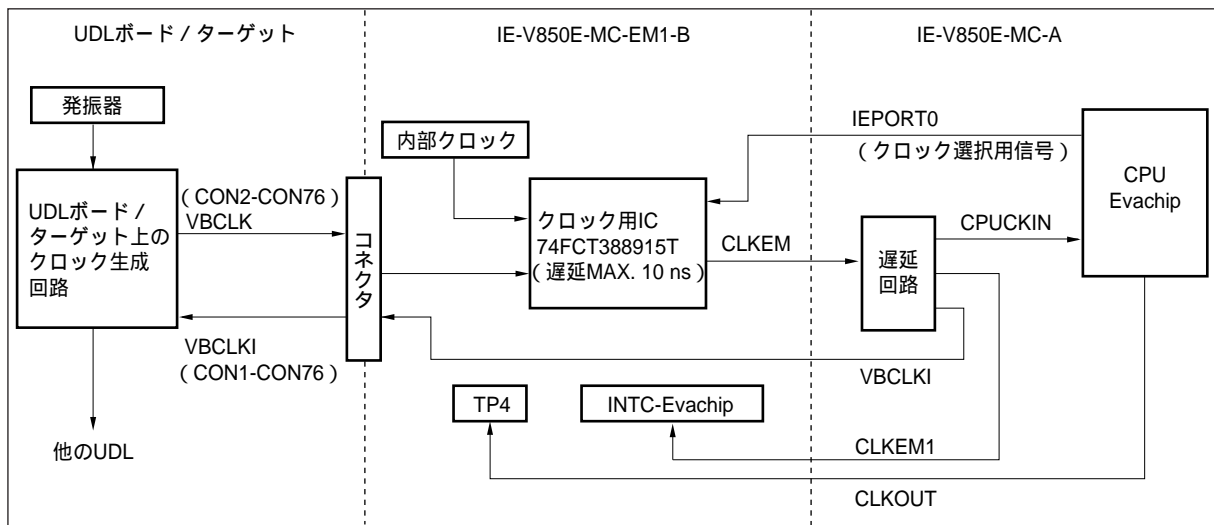 UDLボード / ターゲット
IE-V850E-MC-EM1-B
IE-V850E-MC-A
発振器
内部クロック
IEPORT0
（クロック選択用信号）
CPU
Evachip
UDLボード /
ターゲット上の
クロック生成
回路
（CON2-CON76）
VBCLK
コネクタ
クロック用IC
74FCT388915T
（遅延MAX. 10 ns）
CLKEM
遅延
回路
CPUCKIN
VBCLKI
（CON1-CON76）
VBCLKI
TP4
INTC-Evachip
CLKEM1
CLKOUT
他のUDL